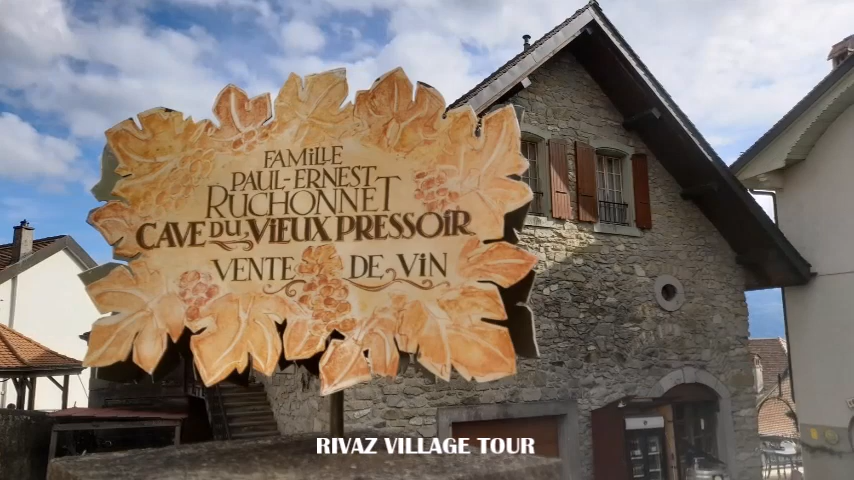 FAMiLLE
PAUL-ERNEST
RUCHONNET
CAVE DU ViEUX PRESSOiR
VENTE DE ViN
RIVAZ VILLAGE TOUR